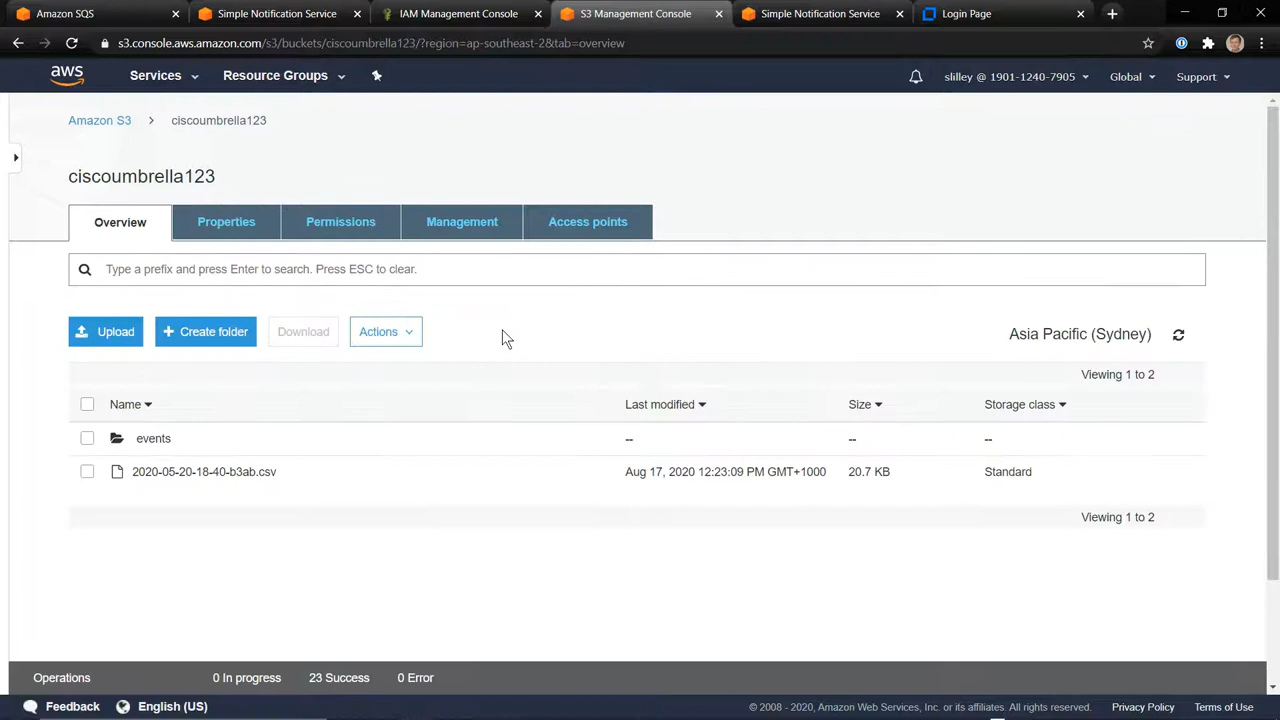 Amazon SQS
Simple Notification Service
IAM Management Console
S3 Management Console
Simple Notification Service
Login Page
s3.console.aws.amazon.com/s3/buckets/ciscoumbrella123/?region=ap-southeast-2&tab=overview
aws
Services
Resource Groups
slilley @ 1901-1240-7905
Global
Support
Amazon S3
ciscoumbrella123
ciscoumbrella123
Overview
Properties
Permissions
Management
Access points
Type a prefix and press Enter to search. Press ESC to clear.
Upload
Create folder
Download
Actions
Asia Pacific (Sydney)
Viewing 1 to 2
Name
Last modified
Size
Storage class
events
--
--
--
2020-05-20-18-40-b3ab.csv
Aug 17, 2020 12:23:09 PM GMT+1000
20.7 KB
Standard
Viewing 1 to 2
Operations
0 In progress
23 Success
0 Error
Feedback
English (US)
© 2008 - 2020, Amazon Web Services, Inc. or its affiliates. All rights reserved.
Privacy Policy
Terms of Use